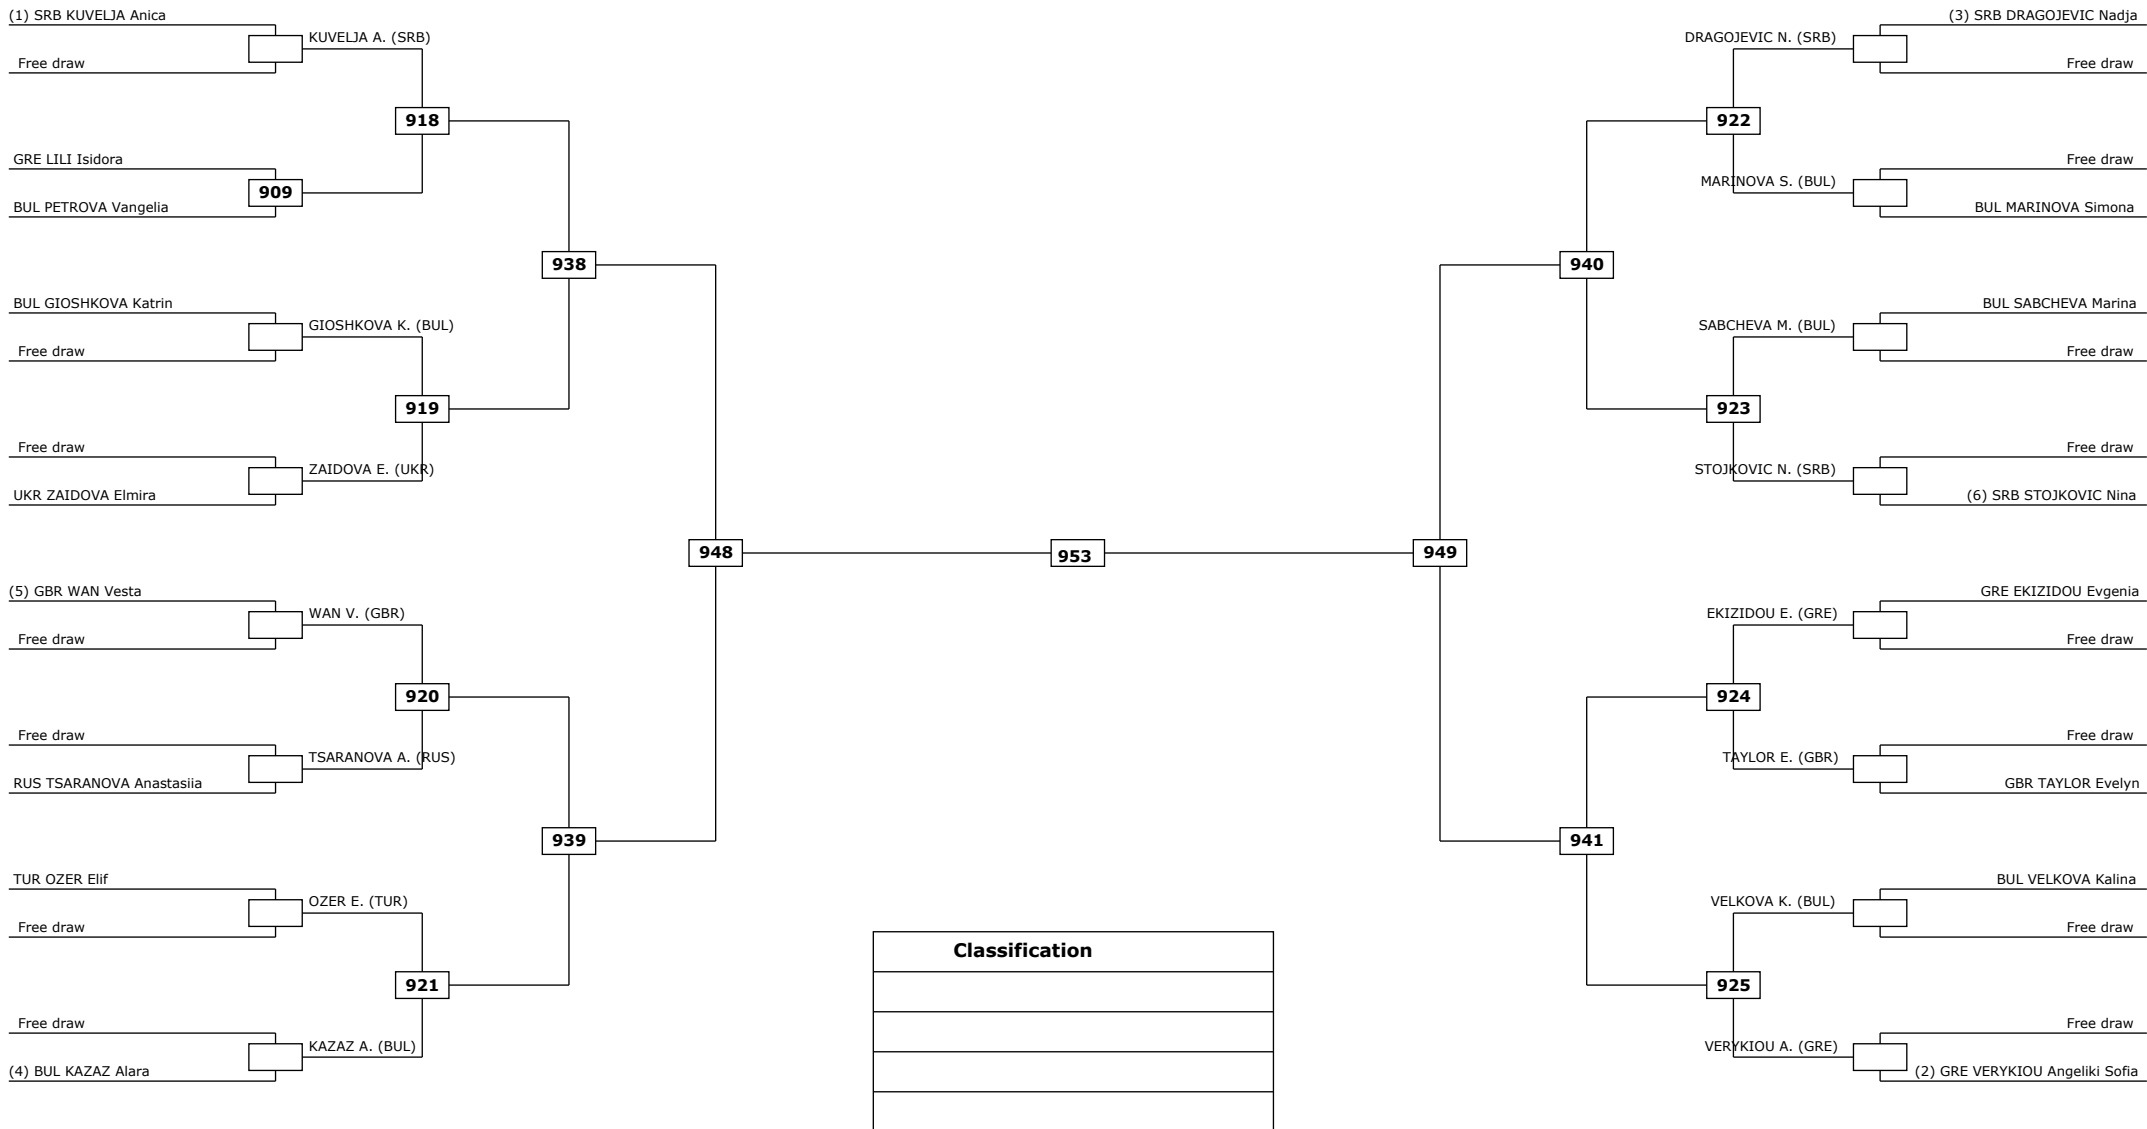 (1) SRB KUVELJA Anica
KUVELJA A. (SRB)
Free draw
918
GRE LILI Isidora
909
BUL PETROVA Vangelia
938
BUL GIOSHKOVA Katrin
GIOSHKOVA K. (BUL)
Free draw
919
Free draw
ZAIDOVA E. (UKR)
UKR ZAIDOVA Elmira
948
(5) GBR WAN Vesta
WAN V. (GBR)
Free draw
920
Free draw
TSARANOVA A. (RUS)
RUS TSARANOVA Anastasiia
939
TUR OZER Elif
OZER E. (TUR)
Free draw
921
Free draw
KAZAZ A. (BUL)
(4) BUL KAZAZ Alara
953
Classification
(3) SRB DRAGOJEVIC Nadja
DRAGOJEVIC N. (SRB)
Free draw
922
Free draw
MARINOVA S. (BUL)
BUL MARINOVA Simona
940
BUL SABCHEVA Marina
SABCHEVA M. (BUL)
Free draw
923
Free draw
STOJKOVIC N. (SRB)
(6) SRB STOJKOVIC Nina
949
GRE EKIZIDOU Evgenia
EKIZIDOU E. (GRE)
Free draw
924
Free draw
TAYLOR E. (GBR)
GBR TAYLOR Evelyn
941
BUL VELKOVA Kalina
VELKOVA K. (BUL)
Free draw
925
Free draw
VERYKIOU A. (GRE)
(2) GRE VERYKIOU Angeliki Sofia